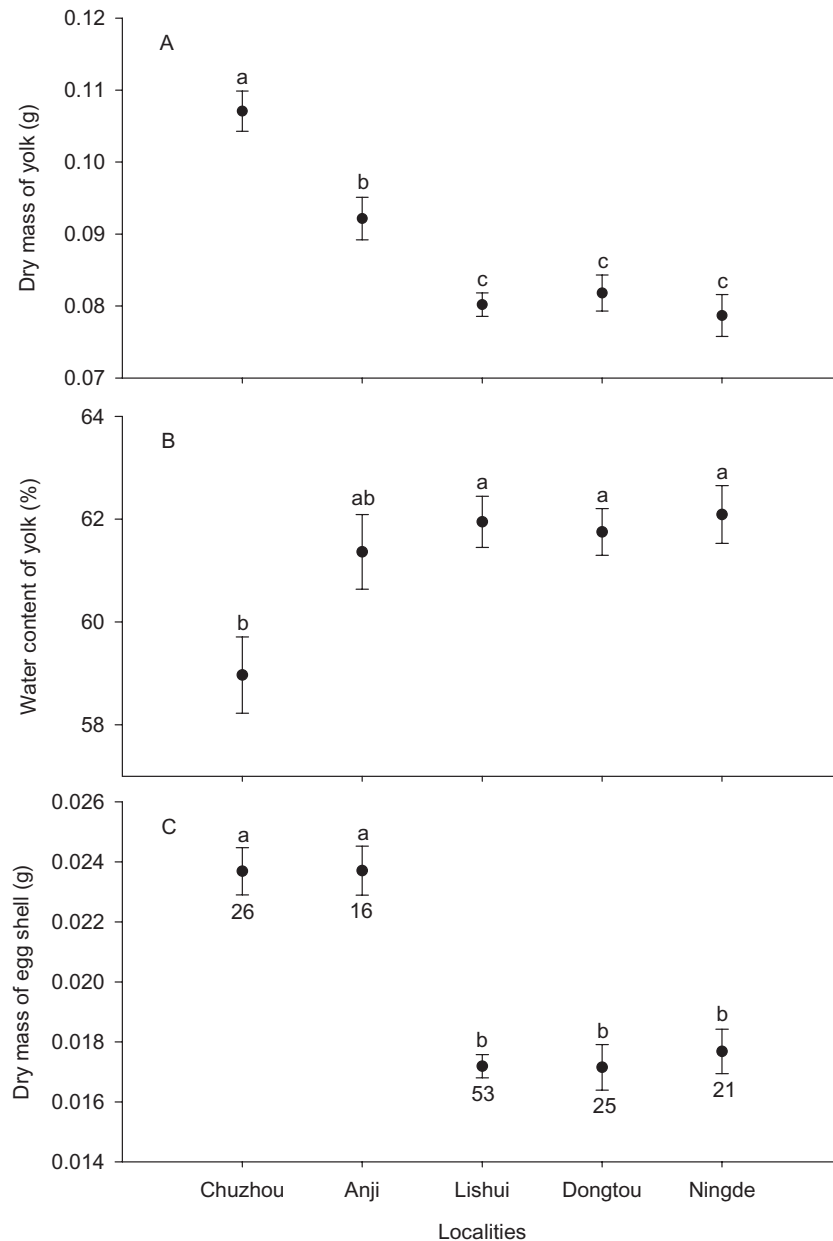 0.12
A
a
0.11
0.10
b
0.09
c
c
c
0.08
0.07
Dry mass of yolk (g)
64
B
a
a
a
ab
62
b
60
58
Water content of yolk (%)
0.026
C
a
a
0.024
26
16
0.022
0.020
b
b
b
0.018
53
25
21
0.016
0.014
Dry mass of egg shell (g)
Chuzhou Anji Lishui Dongtou Ningde
Localities